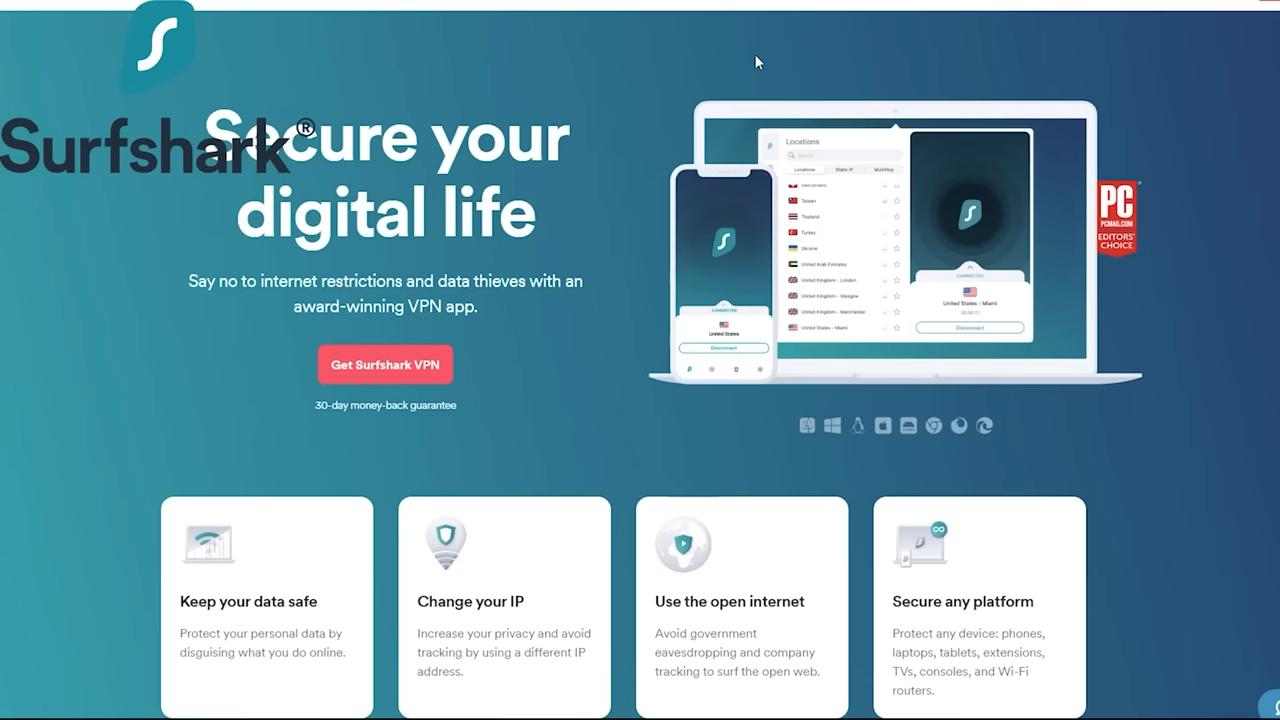 Surfshark®
Secure your
digital life
Say no to internet restrictions and data thieves with an
award-winning VPN app.
Get Surfshark VPN
30-day money-back guarantee
Locations
Search
Locations
Static IP
MultiHop
Switzerland
Taiwan
Thailand
Turkey
Ukraine
United Arab Emirates
United Kingdom - London
United Kingdom - Glasgow
United Kingdom - Manchester
United States - Miami
CONNECTED
United States - Miami
00:00:11
Disconnect
CONNECTED
United States
Disconnect
PC
PCMAG.COM
EDITORS'
CHOICE
Keep your data safe
Protect your personal data by
disguising what you do online.
Change your IP
Increase your privacy and avoid
tracking by using a different IP
address.
Use the open internet
Avoid government
eavesdropping and company
tracking to surf the open web.
Secure any platform
Protect any device: phones,
laptops, tablets, extensions,
TVs, consoles, and Wi-Fi
routers.